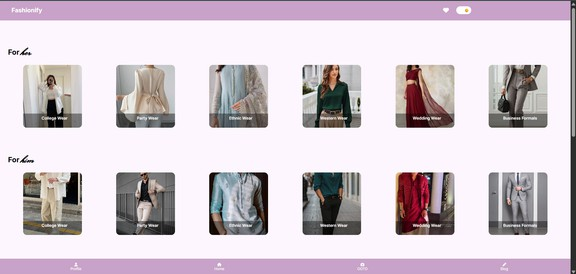 Fashionify
For her
College Wear
Party Wear
Ethnic Wear
Western Wear
Wedding Wear
Business Formals
For him
College Wear
Party Wear
Ethnic Wear
Western Wear
Wedding Wear
Business Formals
Profile
Home
OOTD
Blog